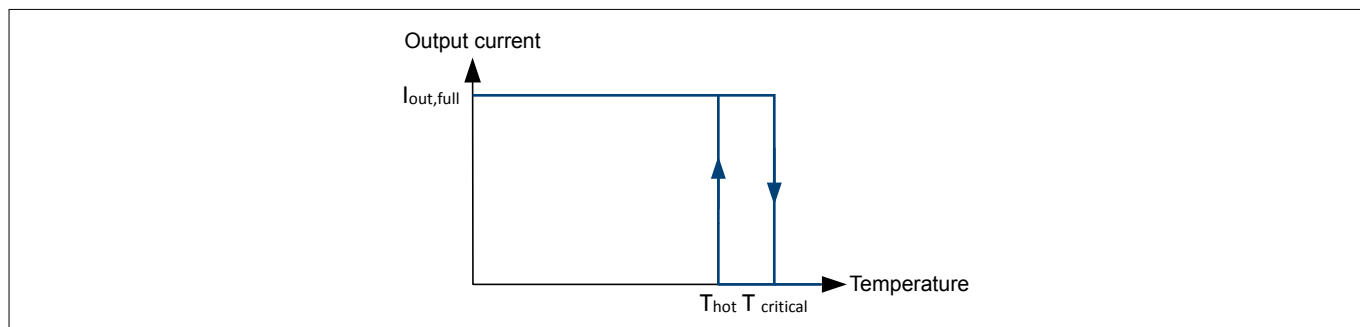 Output current
Iout,full
Temperature
Thot T critical